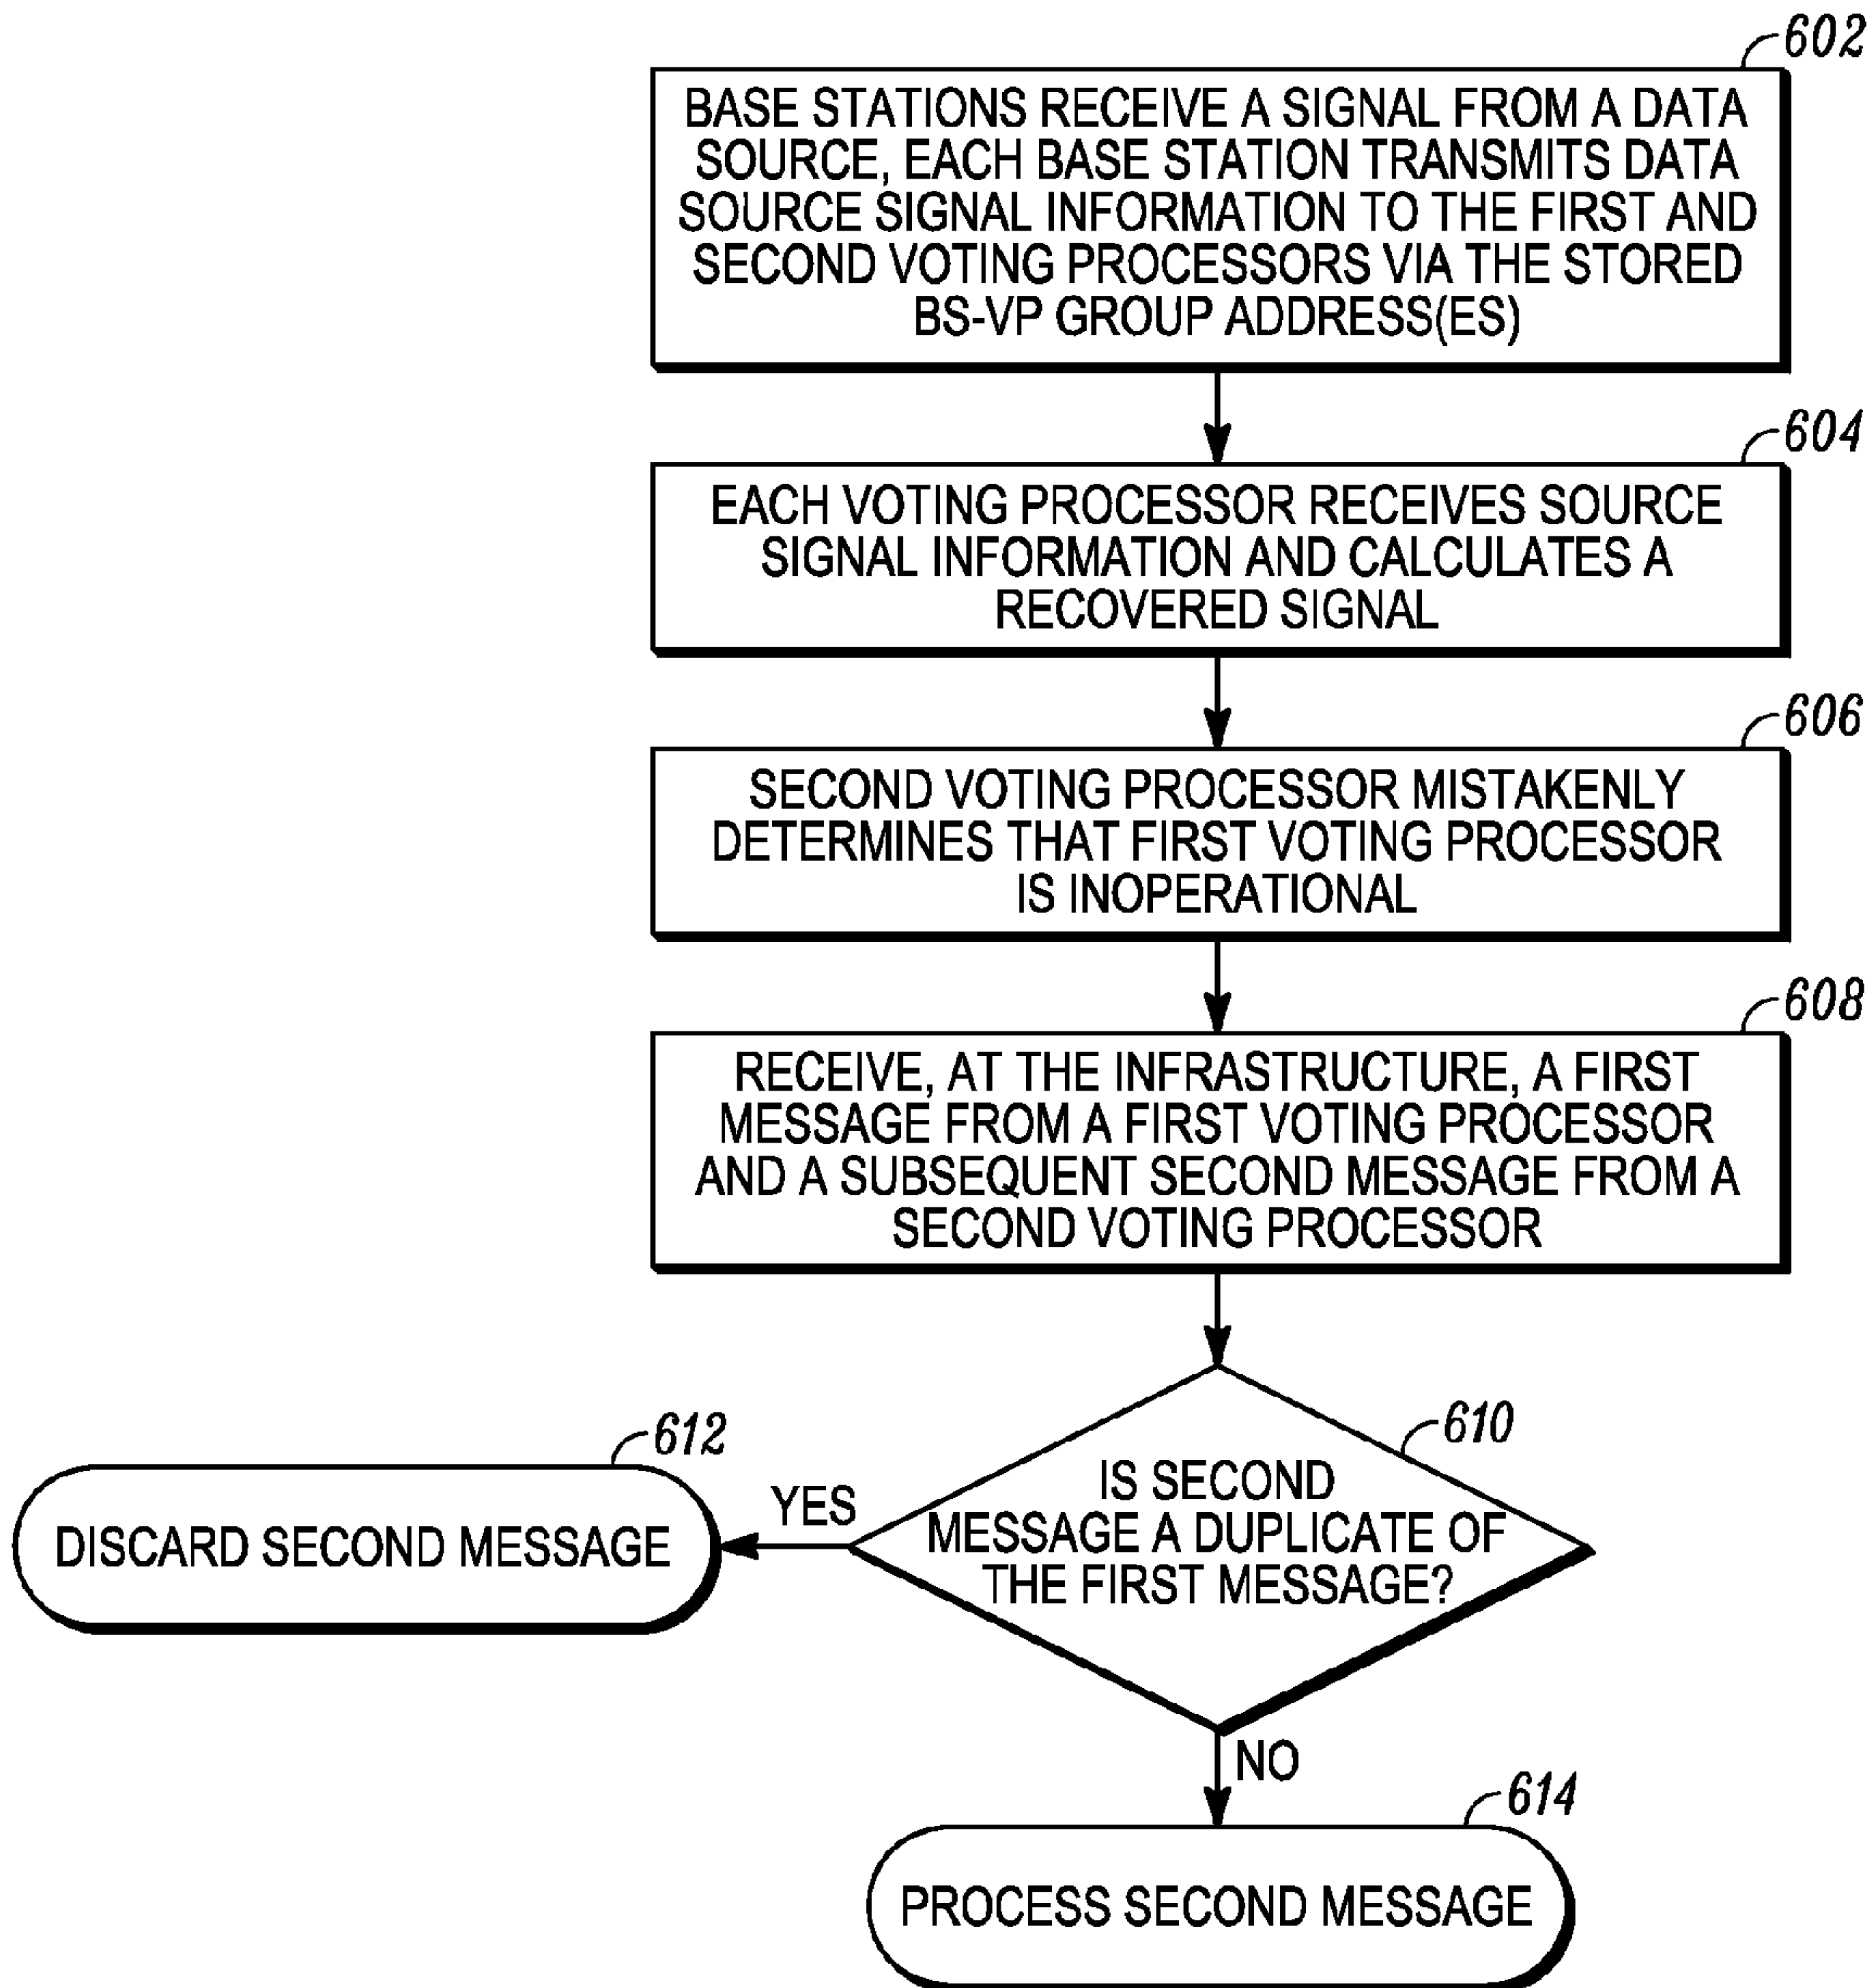 602
BASE STATIONS RECEIVE A SIGNAL FROM A DATA
SOURCE, EACH BASE STATION TRANSMITS DATA
SOURCE SIGNAL INFORMATION TO THE FIRST AND
SECOND VOTING PROCESSORS VIA THE STORED
BS-VP GROUP ADDRESS(ES)
604
EACH VOTING PROCESSOR RECEIVES SOURCE
SIGNAL INFORMATION AND CALCULATES A
RECOVERED SIGNAL
606
SECOND VOTING PROCESSOR MISTAKENLY
DETERMINES THAT FIRST VOTING PROCESSOR
IS INOPERATIONAL
608
RECEIVE, AT THE INFRASTRUCTURE, A FIRST
MESSAGE FROM A FIRST VOTING PROCESSOR
AND A SUBSEQUENT SECOND MESSAGE FROM A
SECOND VOTING PROCESSOR
610
IS SECOND
MESSAGE A DUPLICATE OF
THE FIRST MESSAGE?
YES
612
DISCARD SECOND MESSAGE
NO
614
PROCESS SECOND MESSAGE